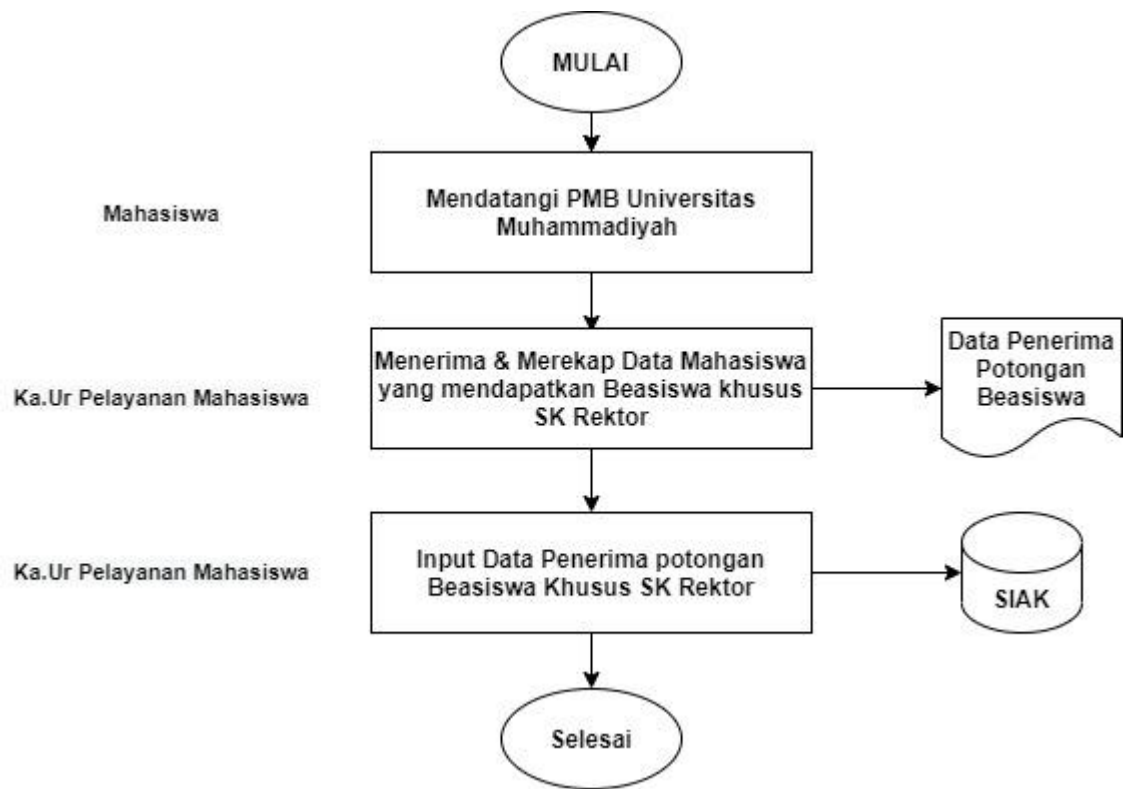 MULAI
Mahasiswa
Mendatangi PMB Universitas
Muhammadiyah
Ka.Ur Pelayanan Mahasiswa
Menerima & Merekap Data Mahasiswa
yang mendapatkan Beasiswa khusus
SK Rektor
Data Penerima
Potongan
Beasiswa
Ka.Ur Pelayanan Mahasiswa
Input Data Penerima potongan
Beasiswa Khusus SK Rektor
SIAK
Selesai